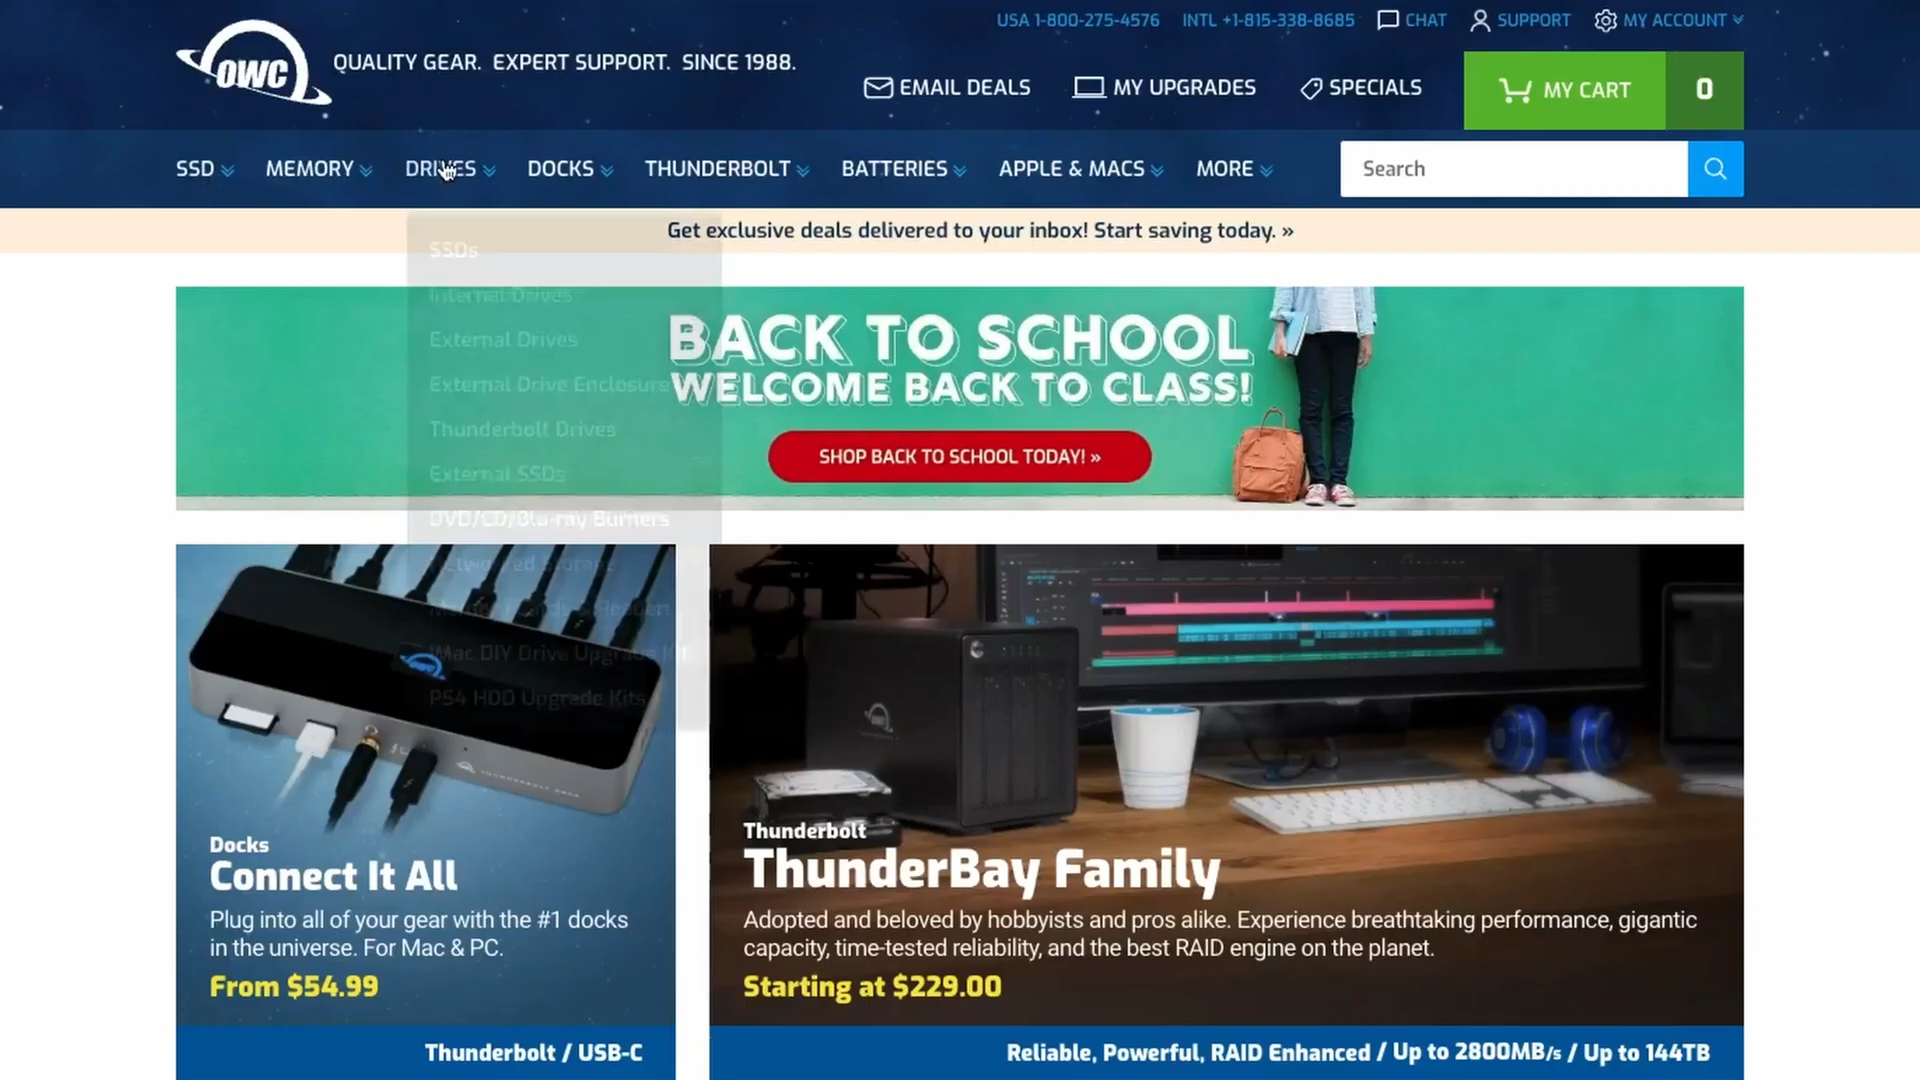 USA 1-800-275-4576 INTL +1-815-338-8685 CHAT SUPPORT MY ACCOUNT
OWC
QUALITY GEAR. EXPERT SUPPORT. SINCE 1988.
EMAIL DEALS MY UPGRADES SPECIALS MY CART 0
SSD MEMORY DRIVES DOCKS THUNDERBOLT BATTERIES APPLE & MACS MORE Search
Get exclusive deals delivered to your inbox! Start saving today. »
SSDs
Internal Drives
External Drives
External Drive Enclosure
Thunderbolt Drives
External SSDs
DVD/CD/Blu-ray Burners
Storage
Readers
iMac DIY Drive Upgrade Kit
PS4 HDD Upgrade Kits
BACK TO SCHOOL
WELCOME BACK TO CLASS!
SHOP BACK TO SCHOOL TODAY! »
OWC
Docks
Connect It All
Plug into all of your gear with the #1 docks
in the universe. For Mac & PC.
From $54.99
Thunderbolt / USB-C
OWC
Thunderbolt
ThunderBay Family
Adopted and beloved by hobbyists and pros alike. Experience breathtaking performance, gigantic
capacity, time-tested reliability, and the best RAID engine on the planet.
Starting at $229.00
Reliable, Powerful, RAID Enhanced / Up to 2800MB/s / Up to 144TB